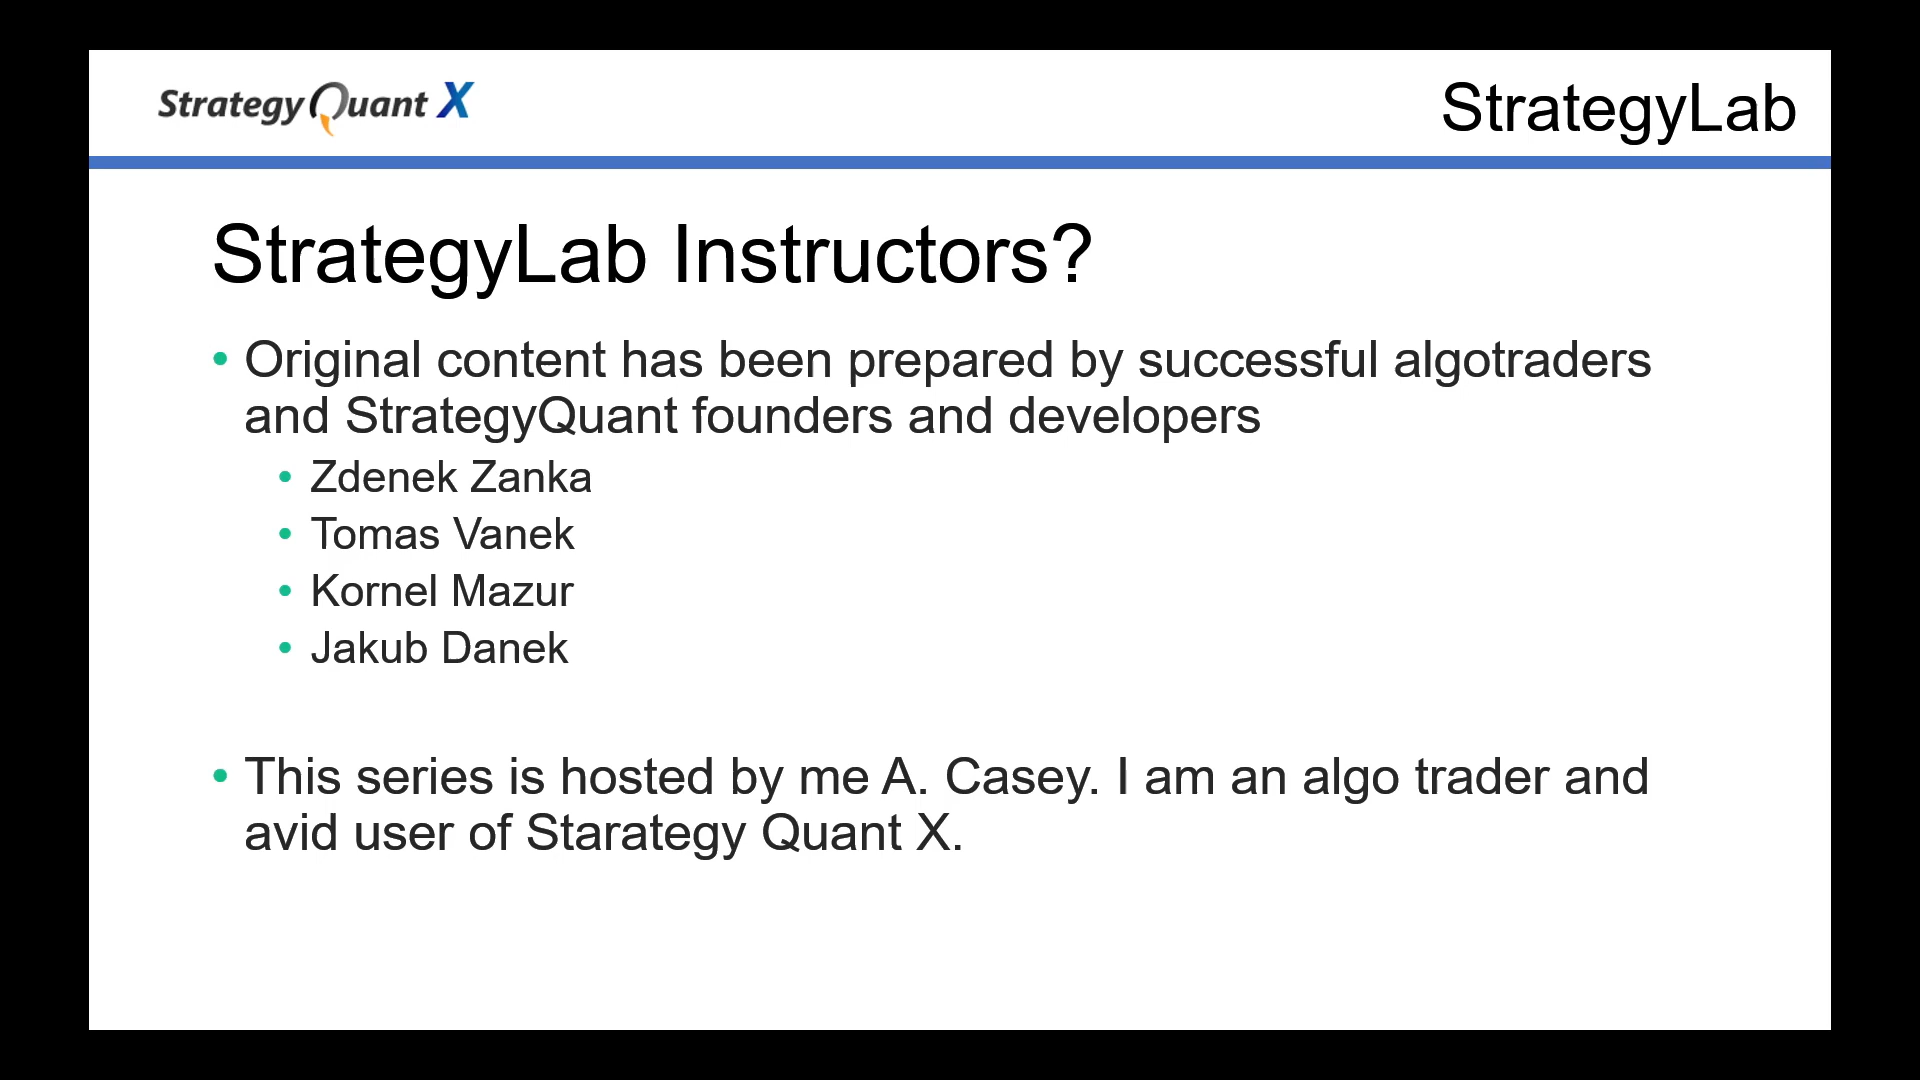 StrategyQuant X
StrategyLab
StrategyLab Instructors?
• Original content has been prepared by successful algotraders
and StrategyQuant founders and developers
• Zdenek Zanka
• Tomas Vanek
• Kornel Mazur
• Jakub Danek
• This series is hosted by me A. Casey. I am an algo trader and
avid user of Starategy Quant X.